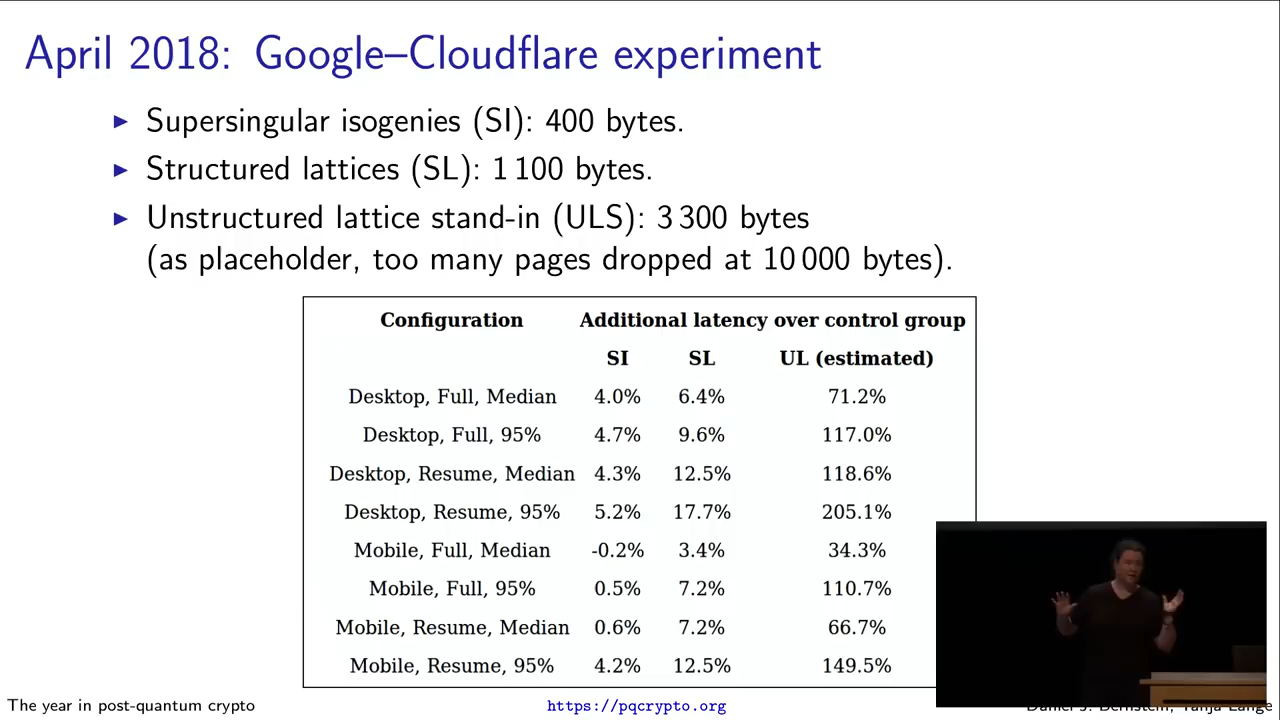 April 2018: Google–Cloudflare experiment
▶ Supersingular isogenies (SI): 400 bytes.
▶ Structured lattices (SL): 1 100 bytes.
▶ Unstructured lattice stand-in (ULS): 3 300 bytes
(as placeholder, too many pages dropped at 10 000 bytes).
Configuration Additional latency over control group
SI SL UL (estimated)
Desktop, Full, Median 4.0% 6.4% 71.2%
Desktop, Full, 95% 4.7% 9.6% 117.0%
Desktop, Resume, Median 4.3% 12.5% 118.6%
Desktop, Resume, 95% 5.2% 17.7% 205.1%
Mobile, Full, Median -0.2% 3.4% 34.3%
Mobile, Full, 95% 0.5% 7.2% 110.7%
Mobile, Resume, Median 0.6% 7.2% 66.7%
Mobile, Resume, 95% 4.2% 12.5% 149.5%
The year in post-quantum crypto https://pqcrypto.org Daniel J. Bernstein, Tanja Lange